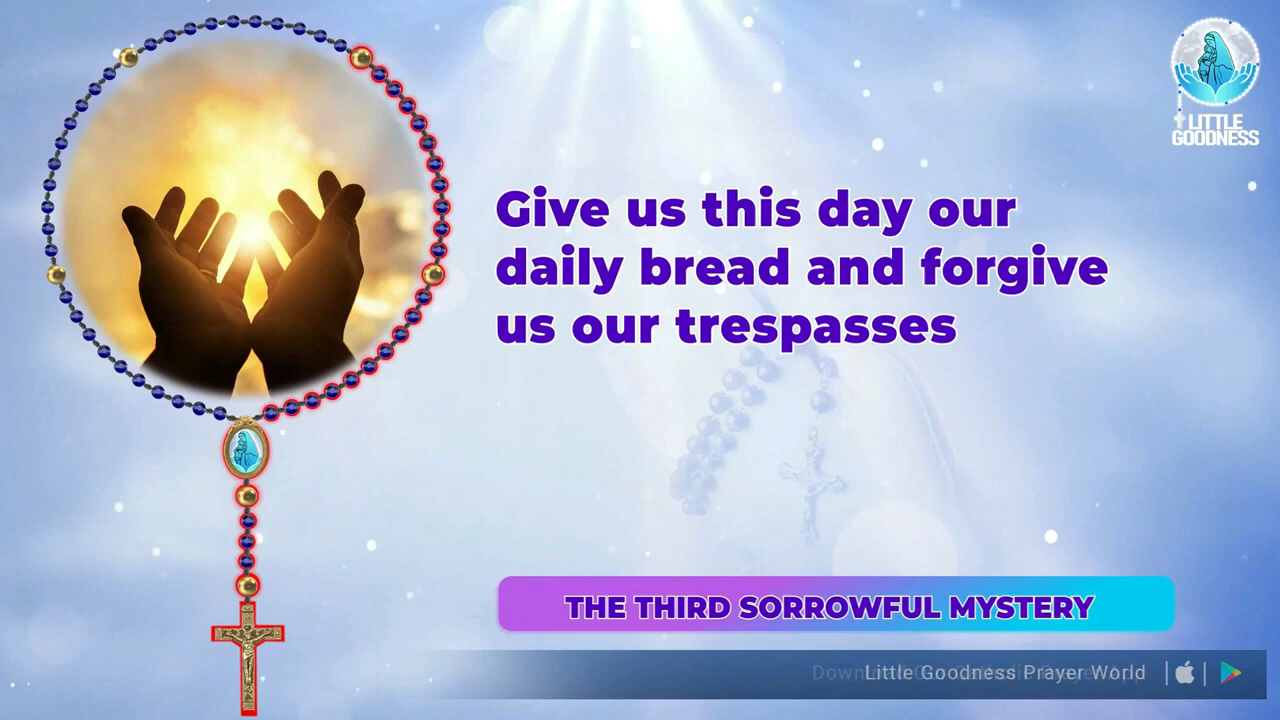 LITTLE
GOODNESS
Give us this day our
daily bread and forgive
us our trespasses
THE THIRD SORROWFUL MYSTERY
Little Goodness Prayer World